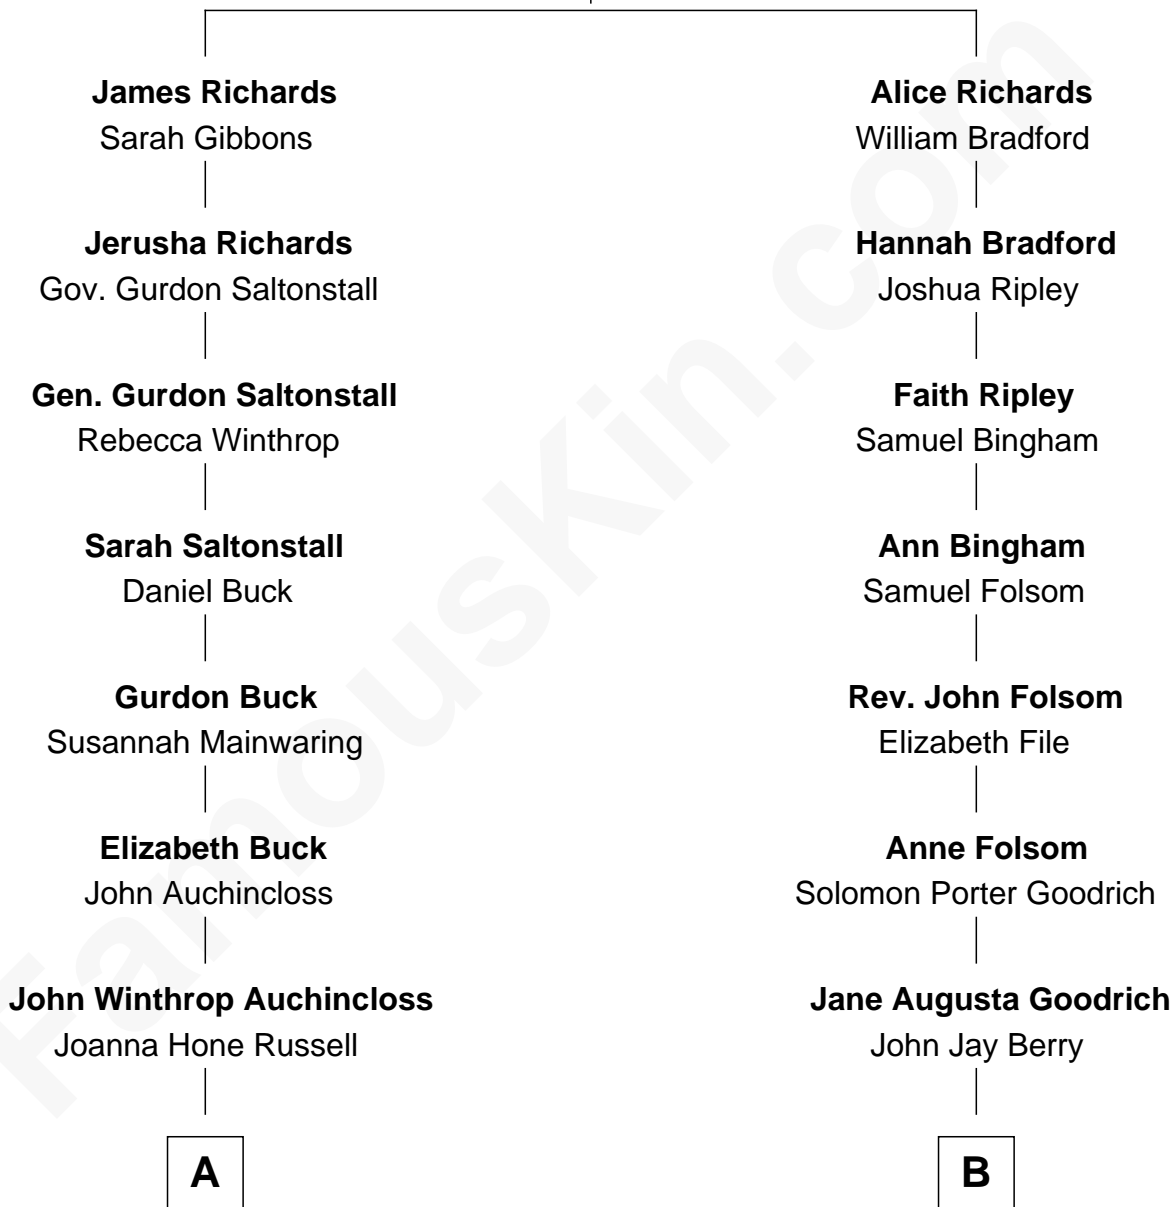 James Richards
Sarah Gibbons
Jerusha Richards
Gov. Gurdon Saltonstall
Gen. Gurdon Saltonstall
Rebecca Winthrop
Sarah Saltonstall
Daniel Buck
Gurdon Buck
Susannah Mainwaring
Elizabeth Buck
John Auchincloss
John Winthrop Auchincloss
Joanna Hone Russell
A
Alice Richards
William Bradford
Hannah Bradford
Joshua Ripley
Faith Ripley
Samuel Bingham
Ann Bingham
Samuel Folsom
Rev. John Folsom
Elizabeth File
Anne Folsom
Solomon Porter Goodrich
Jane Augusta Goodrich
John Jay Berry
B
FamousKin.com